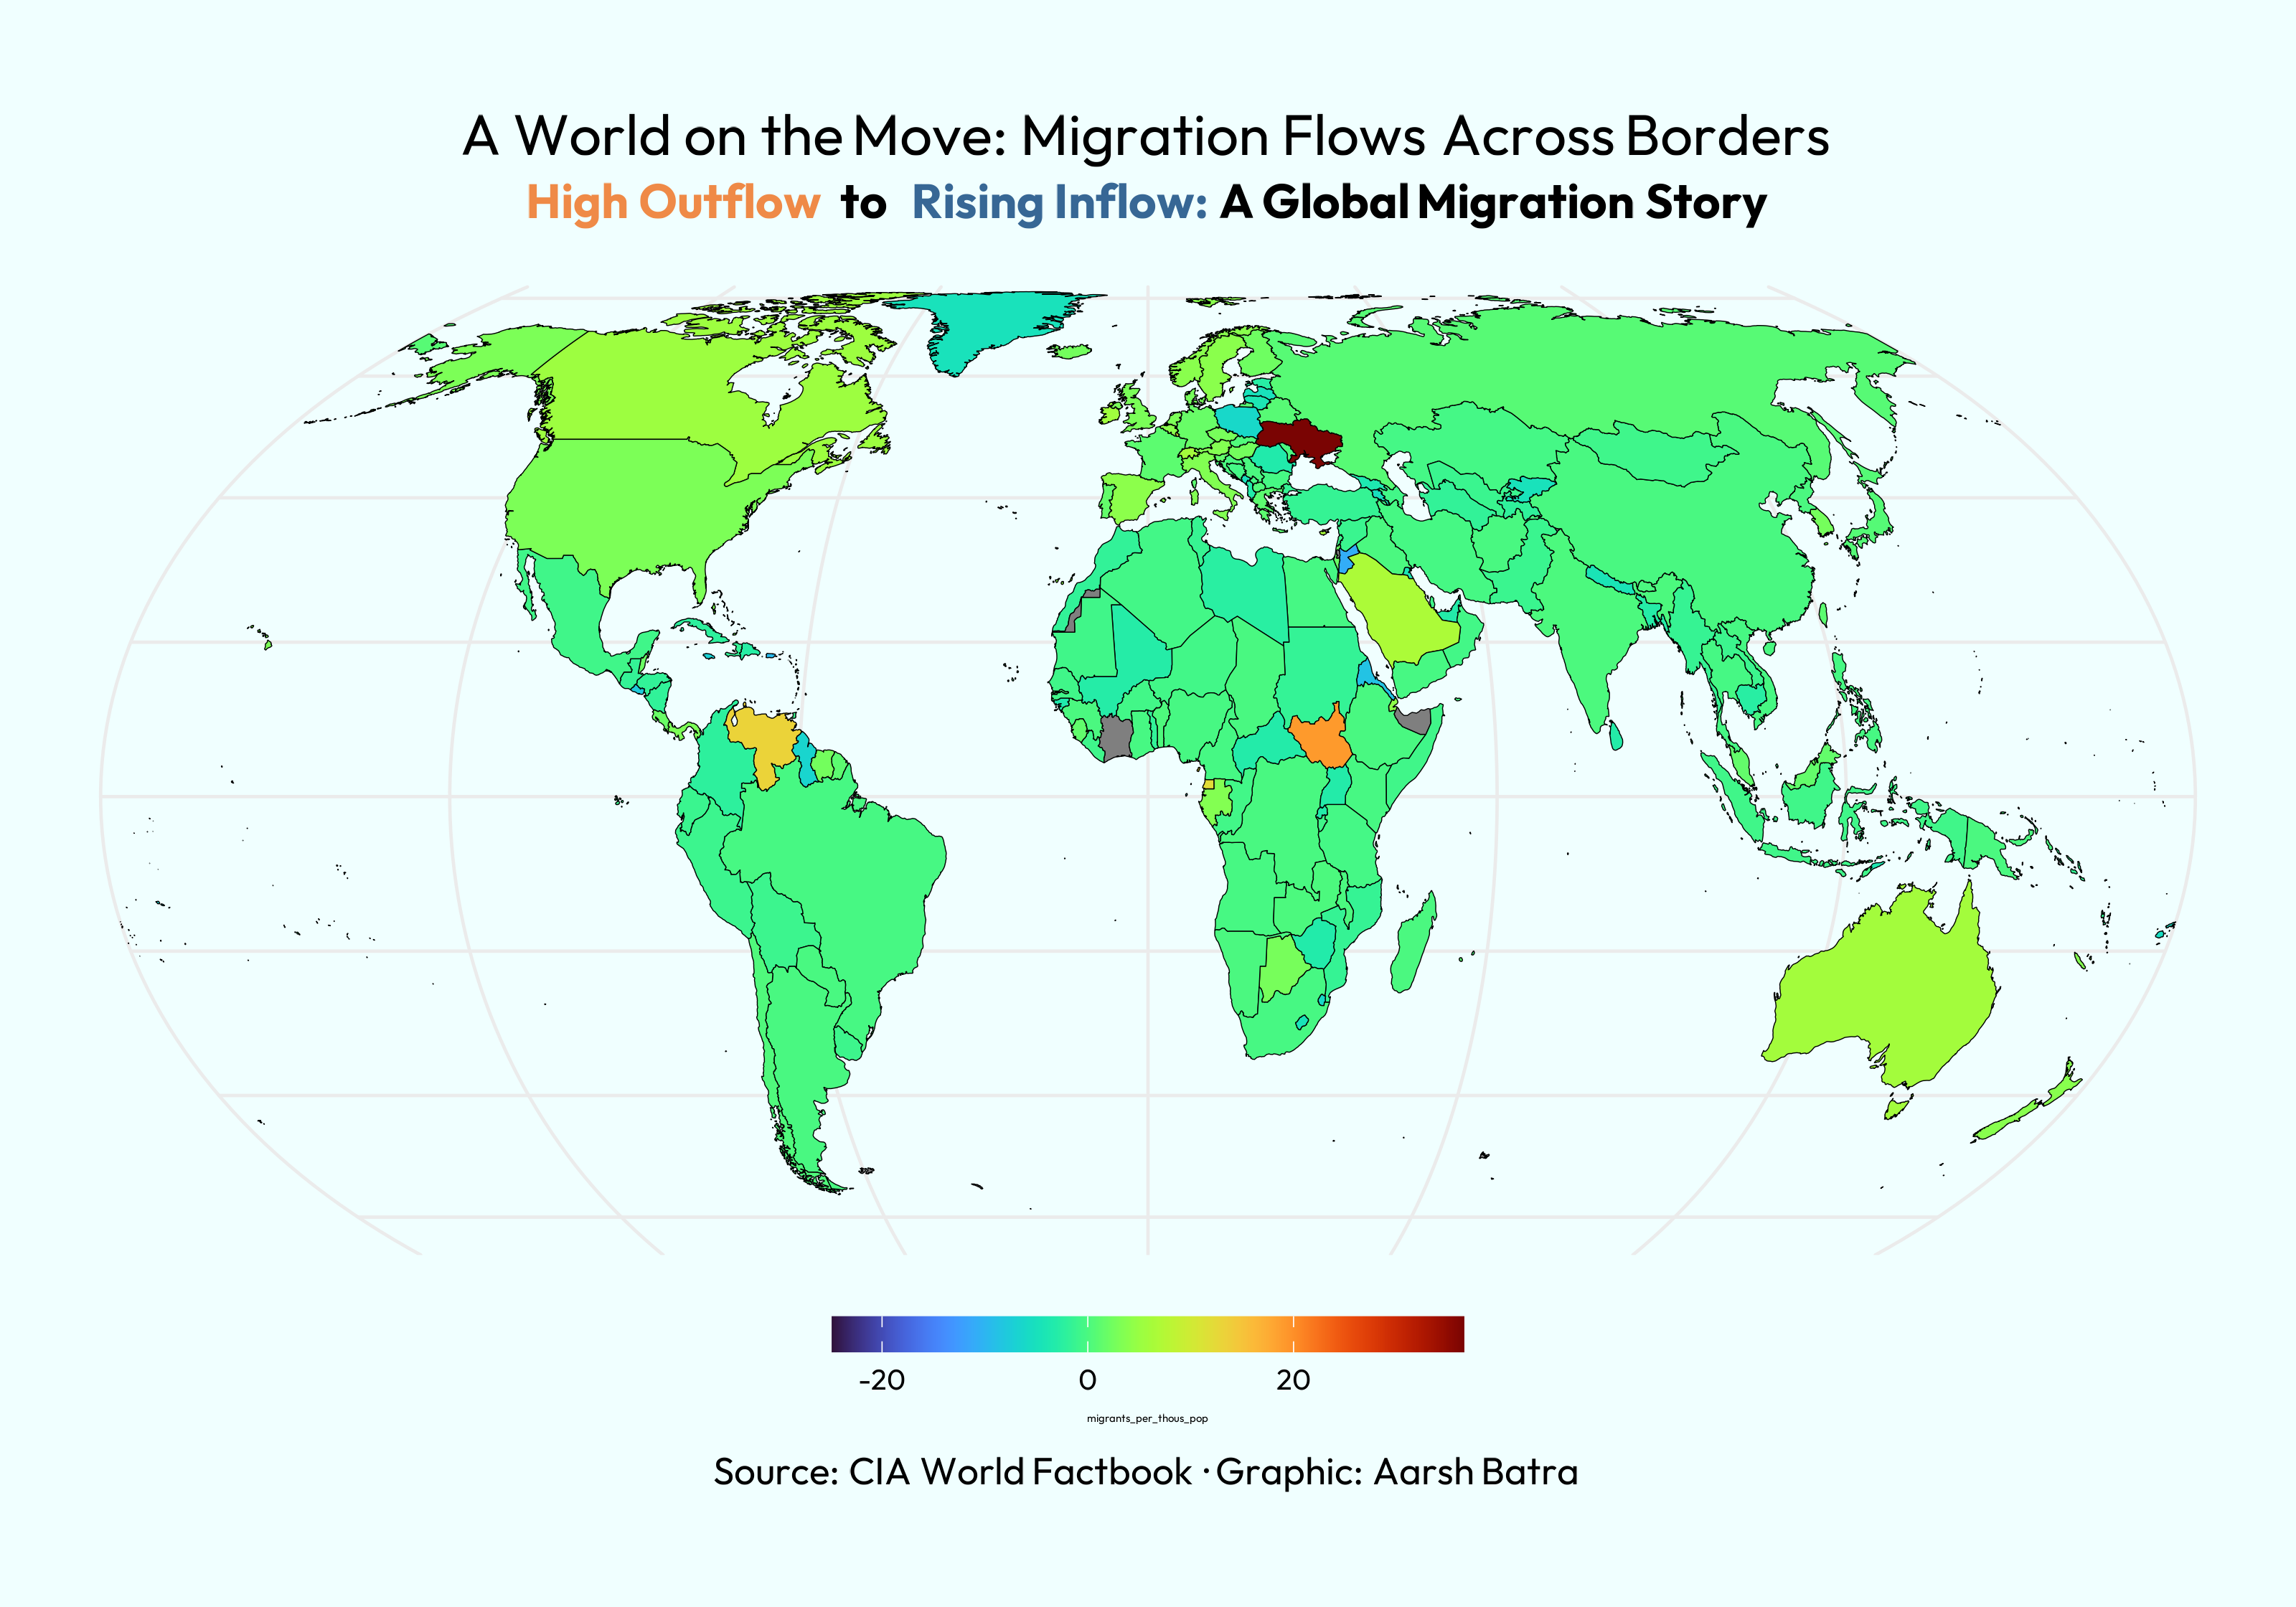 A World on the Move: Migration Flows Across Borders
High Outflow to Rising Inflow: A Global Migration Story
-20 0 20
migrants_per_thous_pop
Source: CIA World Factbook · Graphic: Aarsh Batra